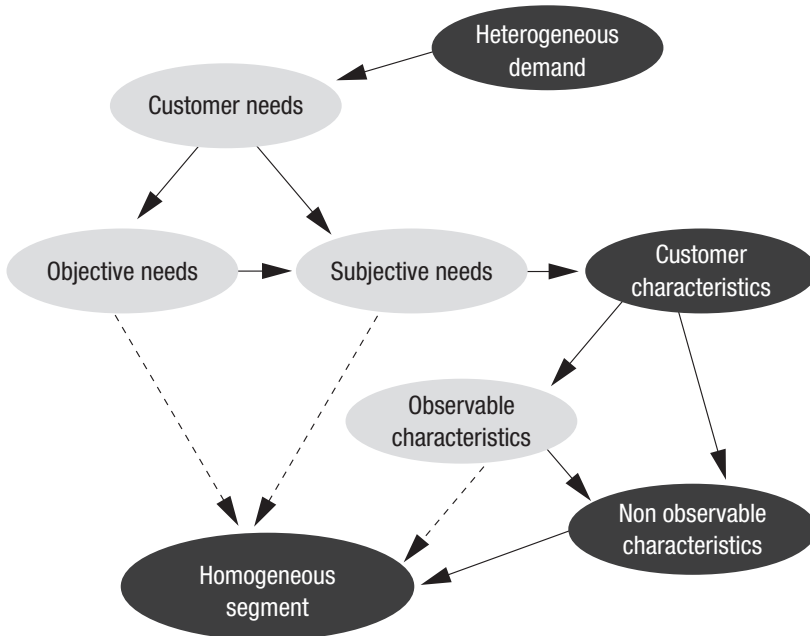 Heterogeneous
demand
Customer needs
Objective needs
Subjective needs
Customer
characteristics
Observable
characteristics
Non observable
characteristics
Homogeneous
segment